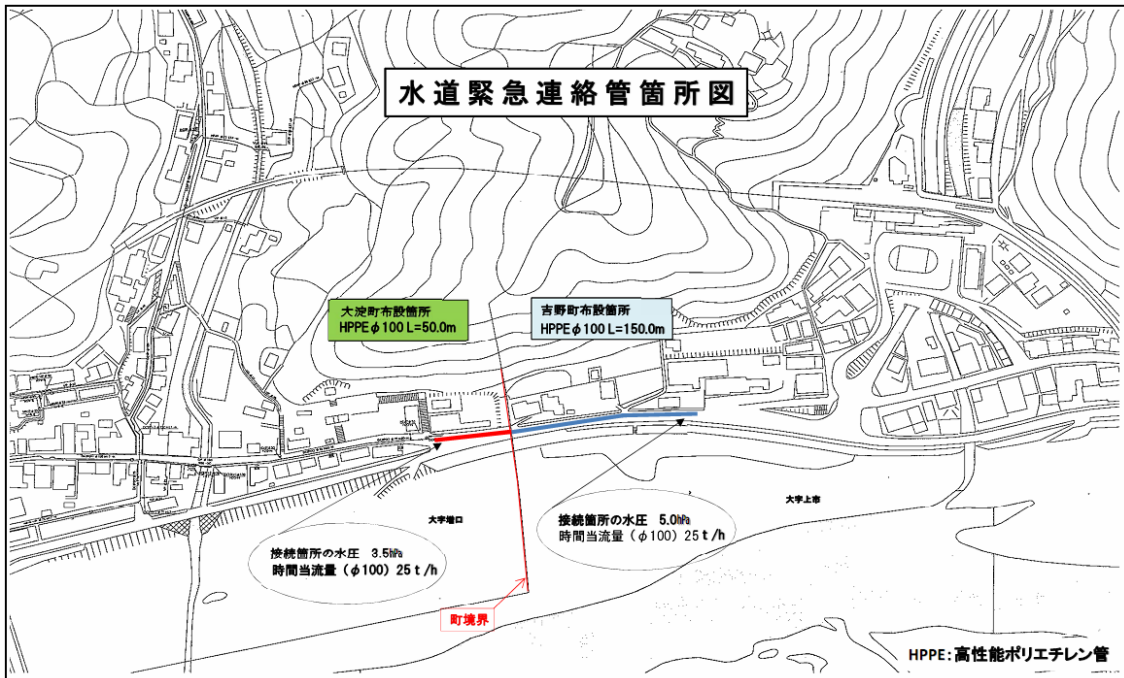 水道緊急連絡管箇所図
大淀町布設箇所
HPPEφ100 L=50.0m
吉野町布設箇所
HPPEφ100 L=150.0m
大字増口
大字上市
接続箇所の水圧 3.5hPa
時間当流量（φ100）25ｔ/h
接続箇所の水圧 5.0hPa
時間当流量（φ100）25ｔ/h
町境界
HPPE:高性能ポリエチレン管